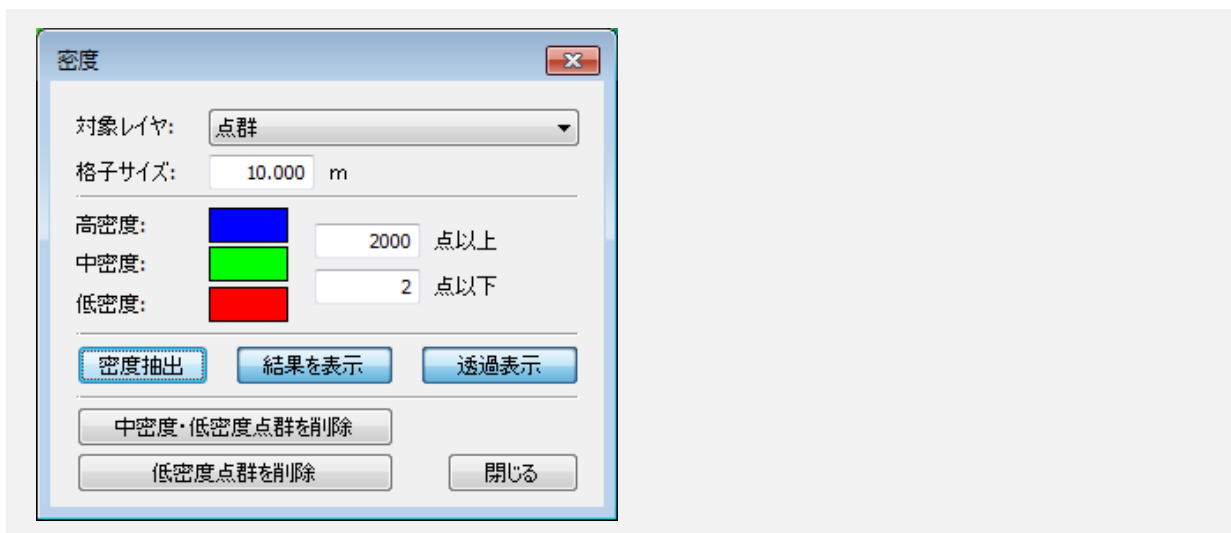 密度
対象レイヤ: 点群
格子サイズ: 10.000 m
高密度:
2000 点以上
中密度:
2 点以下
低密度:
密度抽出 結果を表示 透過表示
中密度・低密度点群を削除
低密度点群を削除 閉じる